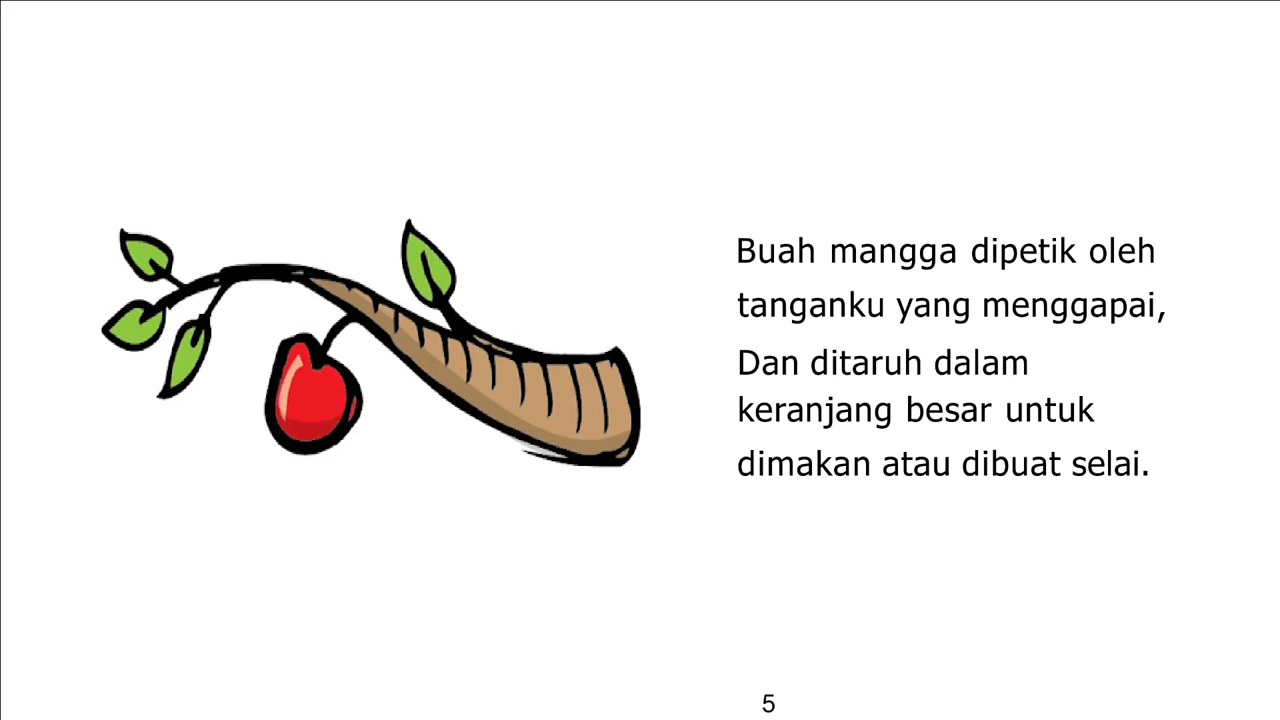 Buah mangga dipetik oleh
tanganku yang menggapai,
Dan ditaruh dalam
keranjang besar untuk
dimakan atau dibuat selai.
5